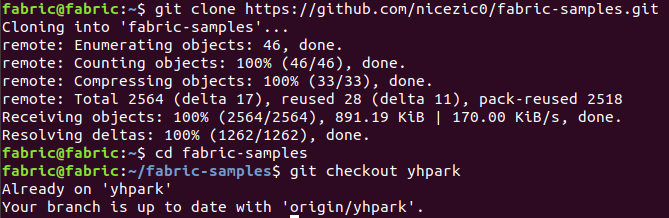 fabric@fabric:~$ git clone https://github.com/nicezic0/fabric-samples.git
Cloning into 'fabric-samples'...
remote: Enumerating objects: 46, done.
remote: Counting objects: 100% (46/46), done.
remote: Compressing objects: 100% (33/33), done.
remote: Total 2564 (delta 17), reused 28 (delta 11), pack-reused 2518
Receiving objects: 100% (2564/2564), 891.19 KiB | 170.00 KiB/s, done.
Resolving deltas: 100% (1262/1262), done.
fabric@fabric:~$ cd fabric-samples
fabric@fabric:~/fabric-samples$ git checkout yhpark
Already on 'yhpark'
Your branch is up to date with 'origin/yhpark'.